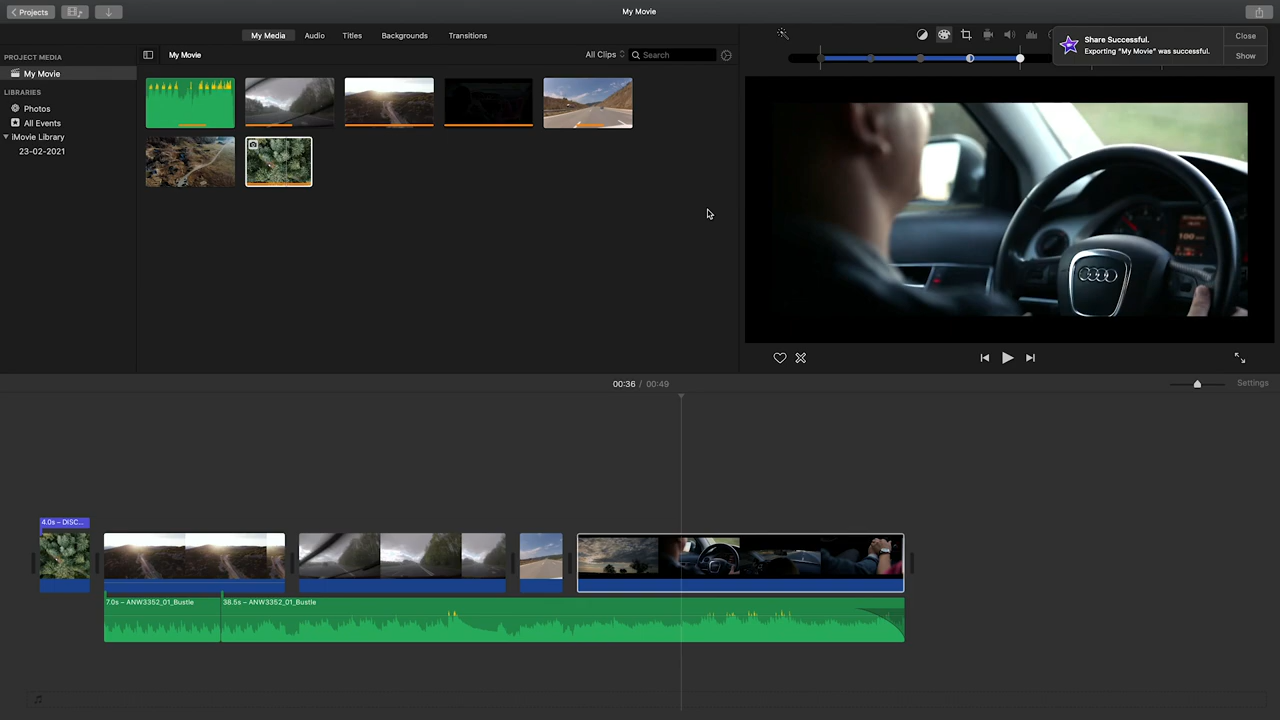 Projects
My Movie
My Media
Audio
Titles
Backgrounds
Transitions
Share Successful.
Exporting "My Movie" was successful.
Close
Show
PROJECT MEDIA
My Movie
LIBRARIES
Photos
All Events
iMovie Library
23-02-2021
My Movie
All Clips
Search
00:36 / 00:49
Settings
4.0s – DISC...
7.0s – ANW3352_01_Bustle
38.5s – ANW3352_01_Bustle